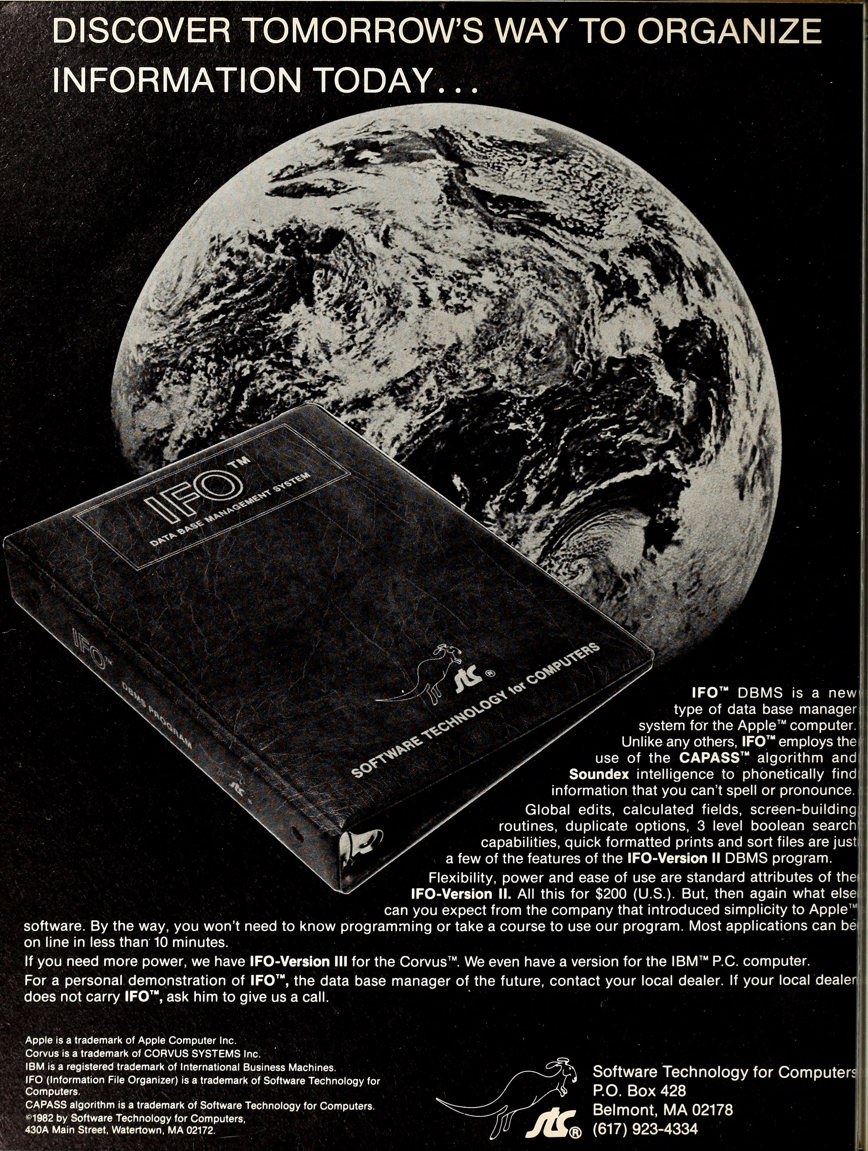 DISCOVER TOMORROW'S WAY TO ORGANIZE
INFORMATION TODAY...
IFO™
DATA BASE MANAGEMENT SYSTEM
IFO™ DBMS PROGRAM
stc
stc®
SOFTWARE TECHNOLOGY for COMPUTERS
IFO™ DBMS is a new
type of data base manager
system for the Apple™ computer.
Unlike any others, IFO™ employs the
use of the CAPASS™ algorithm and
Soundex intelligence to phonetically find
information that you can't spell or pronounce.
Global edits, calculated fields, screen-building
routines, duplicate options, 3 level boolean search
capabilities, quick formatted prints and sort files are just
a few of the features of the IFO-Version II DBMS program.
Flexibility, power and ease of use are standard attributes of the
IFO-Version II. All this for $200 (U.S.). But, then again what else
can you expect from the company that introduced simplicity to Apple™
software. By the way, you won't need to know programming or take a course to use our program. Most applications can be
on line in less than 10 minutes.
If you need more power, we have IFO-Version III for the Corvus™. We even have a version for the IBM™ P.C. computer.
For a personal demonstration of IFO™, the data base manager of the future, contact your local dealer. If your local dealer
does not carry IFO™, ask him to give us a call.
Apple is a trademark of Apple Computer Inc.
Corvus is a trademark of CORVUS SYSTEMS Inc.
IBM is a registered trademark of International Business Machines.
IFO (Information File Organizer) is a trademark of Software Technology for
Computers.
CAPASS algorithm is a trademark of Software Technology for Computers.
©1982 by Software Technology for Computers,
430A Main Street, Watertown, MA 02172.
stc®
Software Technology for Computers
P.O. Box 428
Belmont, MA 02178
(617) 923-4334